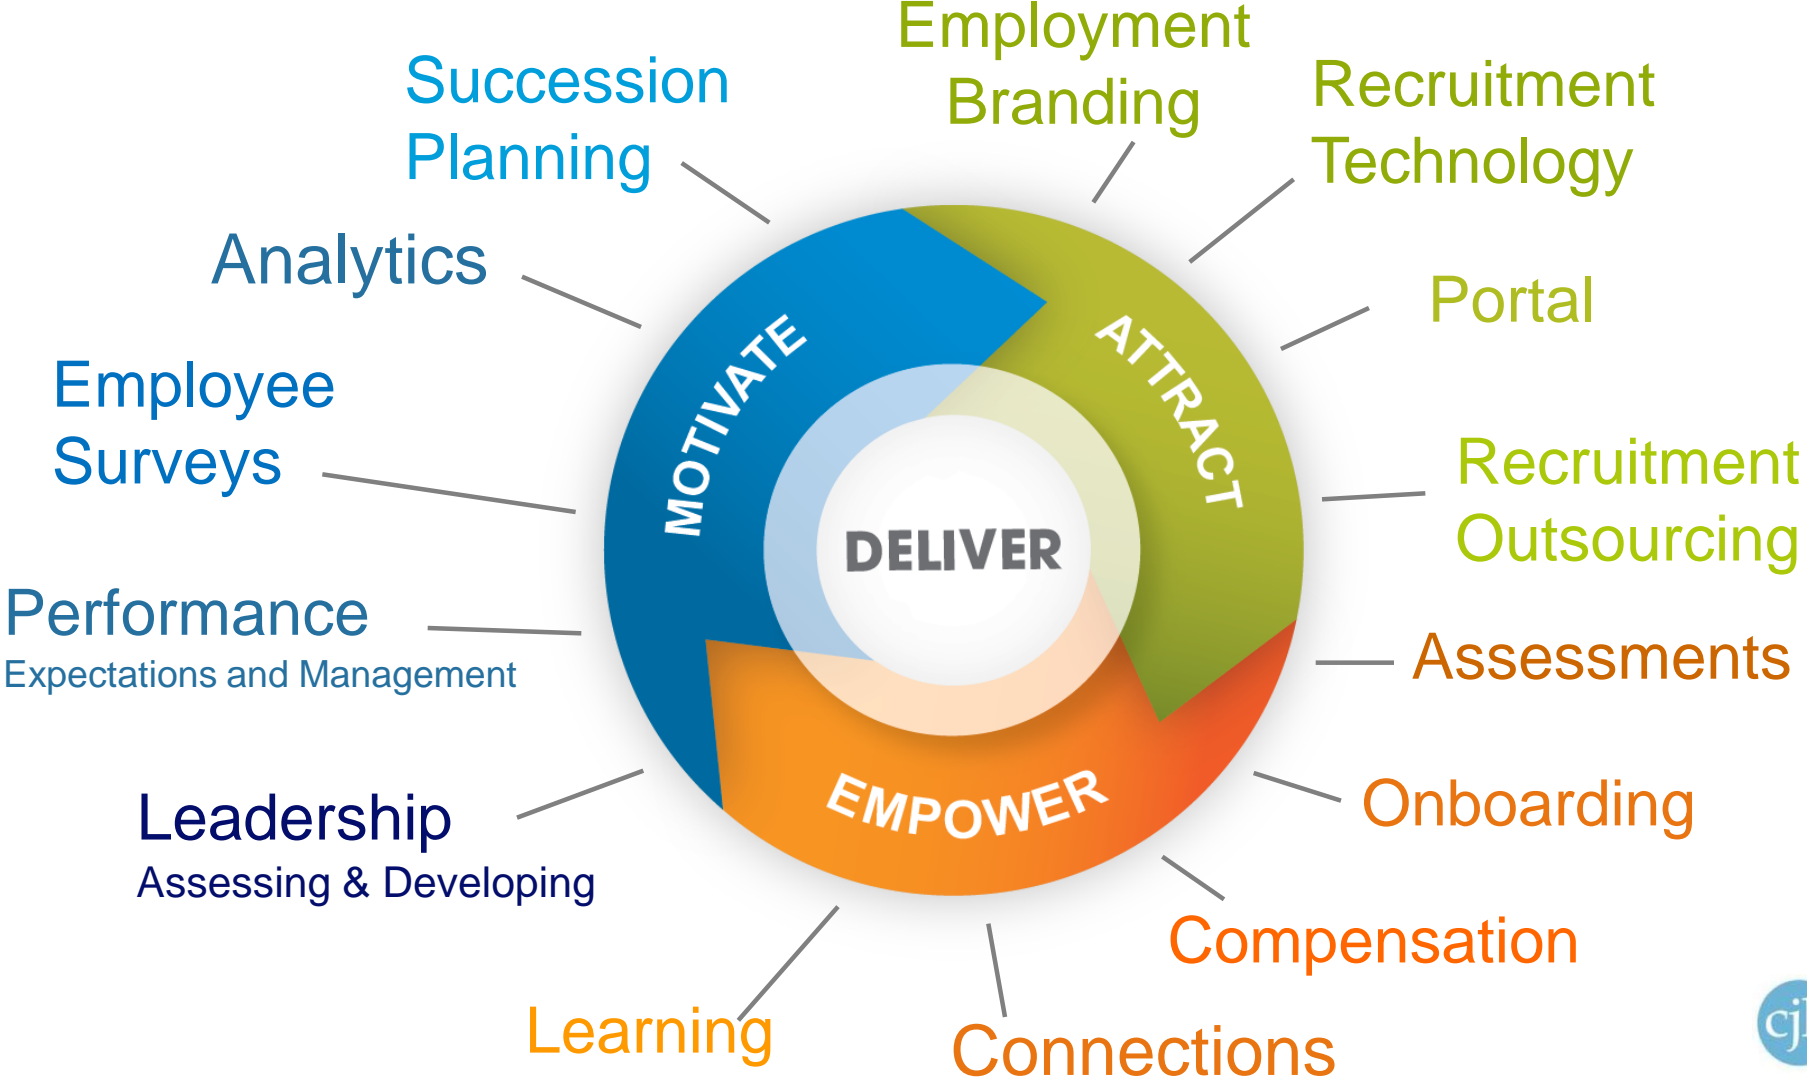 Employment
Branding
Recruitment
Technology
Portal
Recruitment
Outsourcing
Assessments
Onboarding
Compensation
Connections
Learning
Leadership
Assessing & Developing
Performance
Expectations and Management
Employee
Surveys
Analytics
Succession
Planning
MOTIVATE
ATTRACT
EMPOWER
DELIVER